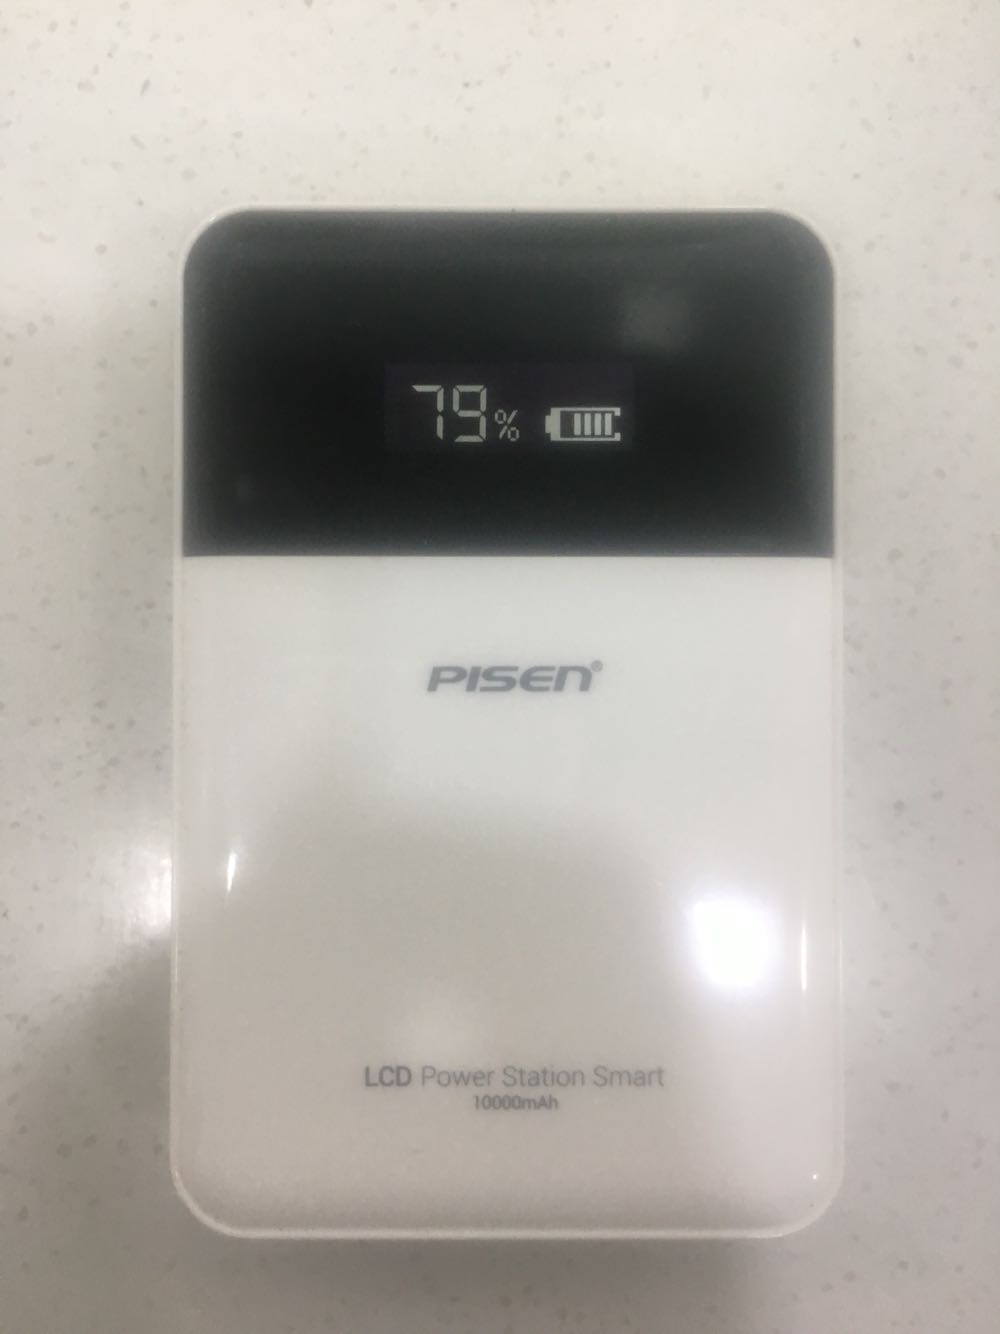 79%
PISEN®
LCD Power Station Smart
10000mAh